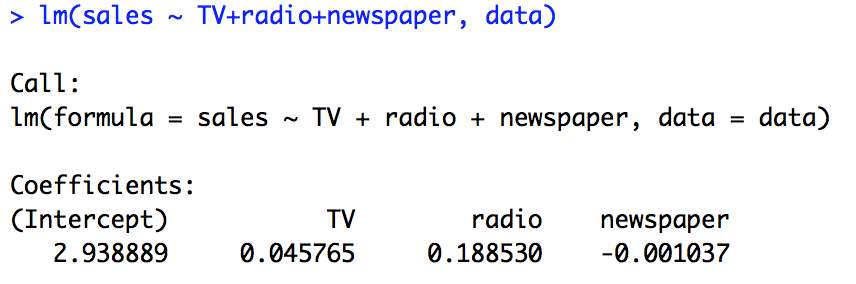 > lm(sales ~ TV+radio+newspaper, data)
Call:
lm(formula = sales ~ TV + radio + newspaper, data = data)
Coefficients:
(Intercept) TV radio newspaper
2.938889 0.045765 0.188530 -0.001037